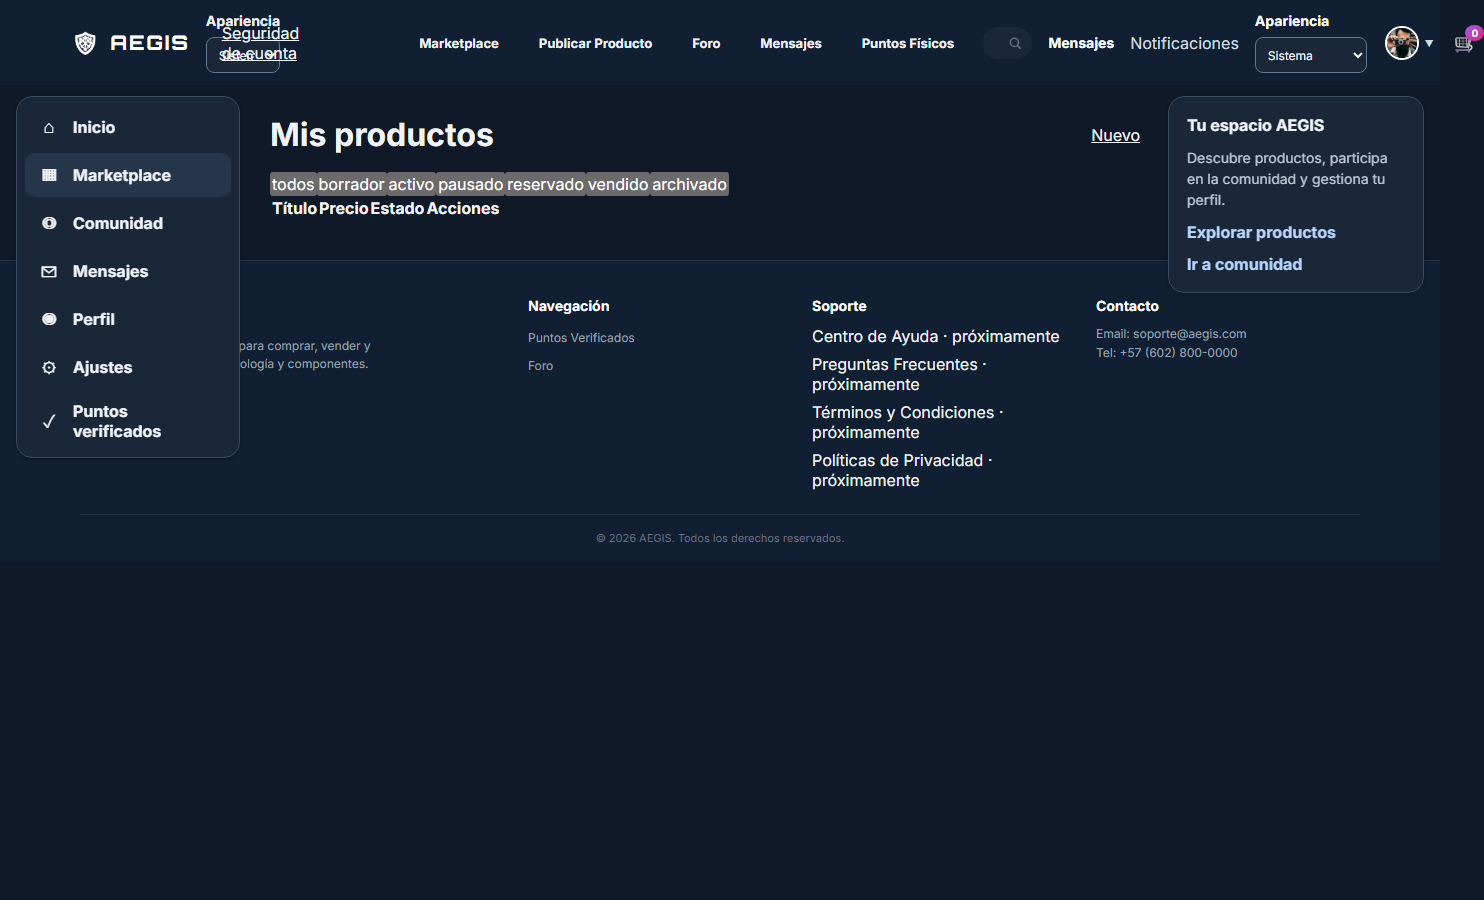 AEGIS
Apariencia
Seguridad
de cuenta
Marketplace
Publicar Producto
Foro
Mensajes
Puntos Físicos
Mensajes
Notificaciones
Apariencia
Sistema
0
Inicio
Marketplace
Comunidad
Mensajes
Perfil
Ajustes
Puntos
verificados
Mis productos
Nuevo
todos borrador activo pausado reservado vendido archivado
Título Precio Estado Acciones
Tu espacio AEGIS
Descubre productos, participa
en la comunidad y gestiona tu
perfil.
Explorar productos
Ir a comunidad
para comprar, vender y
ología y componentes.
Navegación
Puntos Verificados
Foro
Soporte
Centro de Ayuda · próximamente
Preguntas Frecuentes ·
próximamente
Términos y Condiciones ·
próximamente
Políticas de Privacidad ·
próximamente
Contacto
Email: soporte@aegis.com
Tel: +57 (602) 800-0000
© 2026 AEGIS. Todos los derechos reservados.